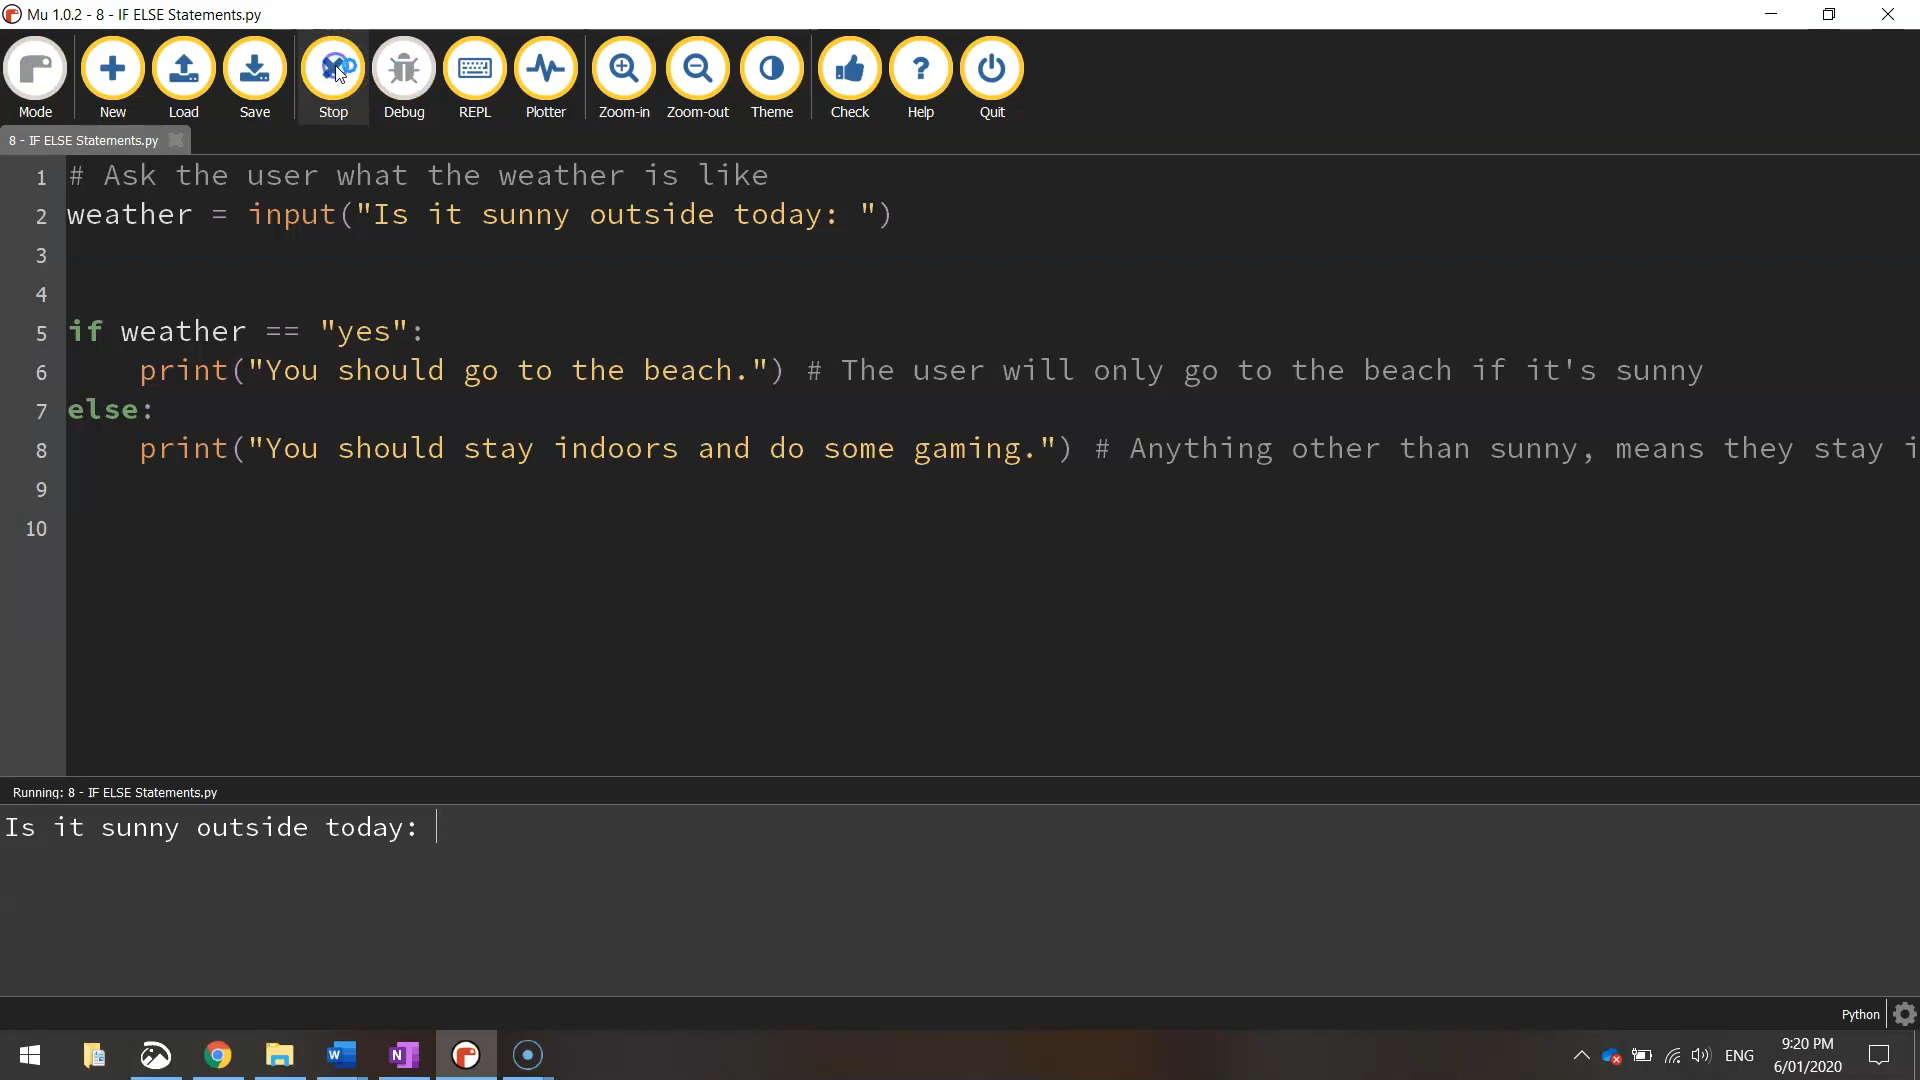 Mu 1.0.2 - 8 - IF ELSE Statements.py
Mode New Load Save Stop Debug REPL Plotter Zoom-in Zoom-out Theme Check Help Quit
8 - IF ELSE Statements.py
1 # Ask the user what the weather is like
2 weather = input("Is it sunny outside today: ")
3
4
5 if weather == "yes":
6     print("You should go to the beach.") # The user will only go to the beach if it's sunny
7 else:
8     print("You should stay indoors and do some gaming.") # Anything other than sunny, means they stay i
9
10
Running: 8 - IF ELSE Statements.py
Is it sunny outside today:
Python
ENG
9:20 PM
6/01/2020